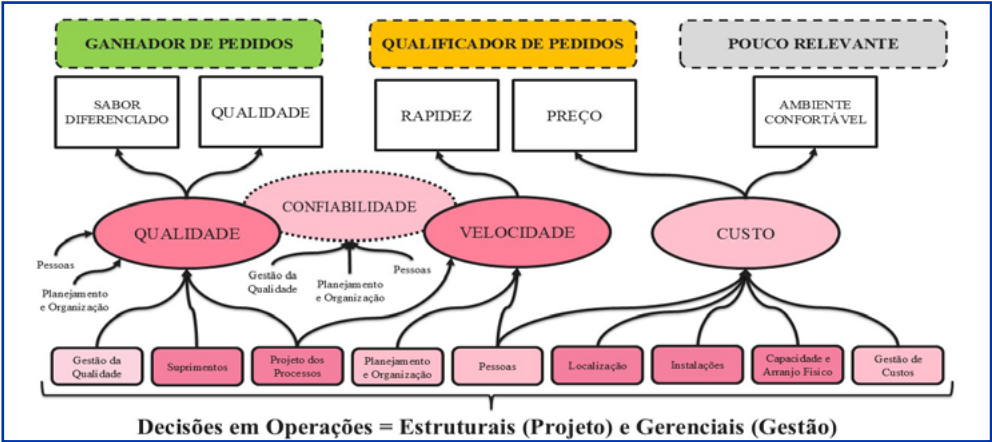 GANHADOR DE PEDIDOS
QUALIFICADOR DE PEDIDOS
POUCO RELEVANTE
SABOR
DIFERENCIADO
QUALIDADE
RAPIDEZ
PREÇO
AMBIENTE
CONFORTÁVEL
QUALIDADE
CONFIABILIDADE
VELOCIDADE
CUSTO
Pessoas
Planejamento
e Organização
Gestão da
Qualidade
Planejamento
e Organização
Pessoas
Gestão da
Qualidade
Suprimentos
Projeto dos
Processos
Planejamento
e Organização
Pessoas
Localização
Instalações
Capacidade e
Arranjo Físico
Gestão de
Custos
Decisões em Operações = Estruturais (Projeto) e Gerenciais (Gestão)